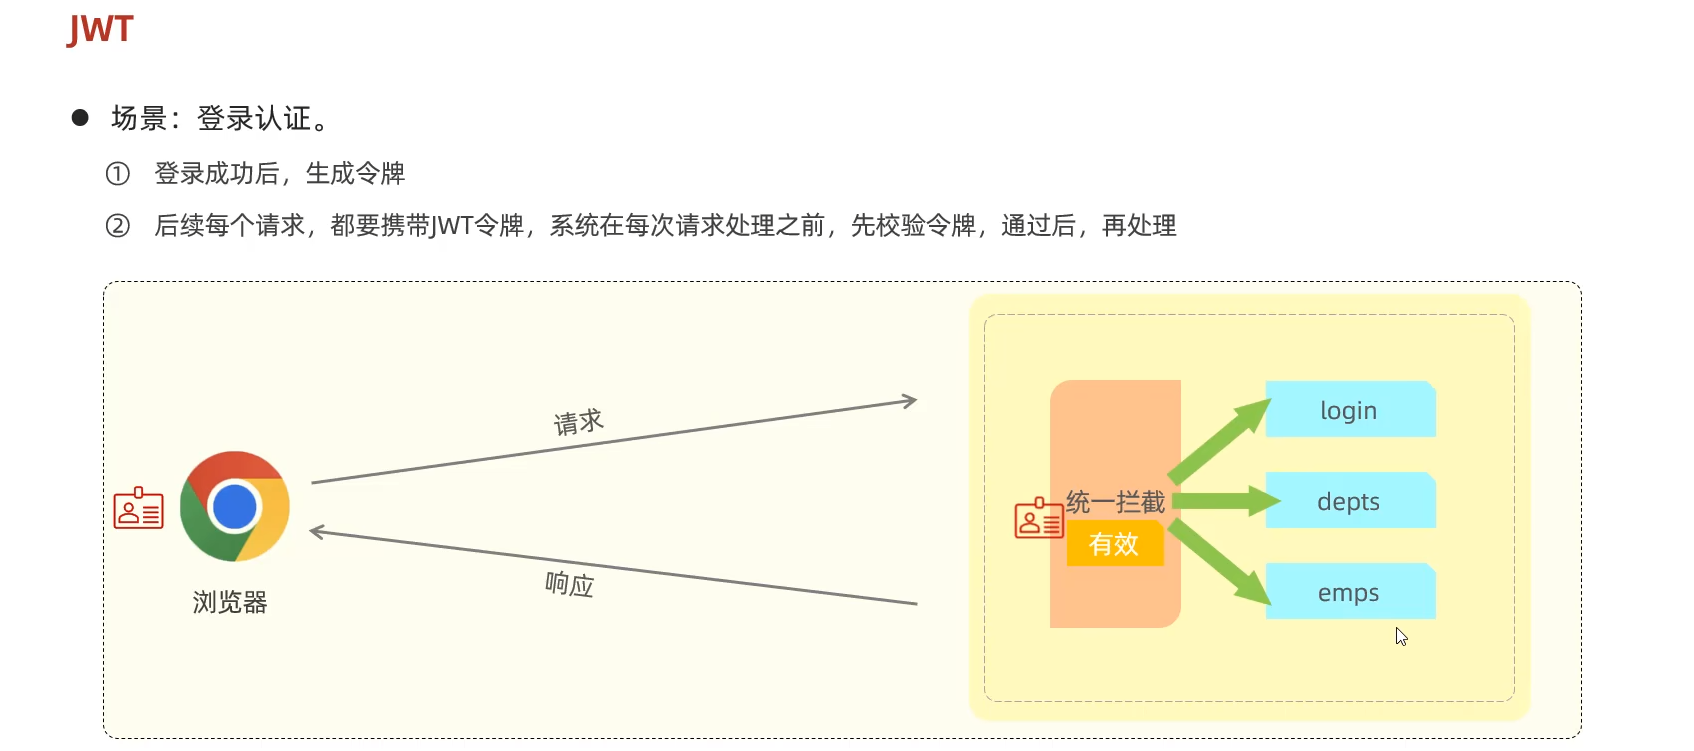 JWT
● 场景：登录认证。
① 登录成功后，生成令牌
② 后续每个请求，都要携带JWT令牌，系统在每次请求处理之前，先校验令牌，通过后，再处理
请求
响应
浏览器
统一拦截
有效
login
depts
emps